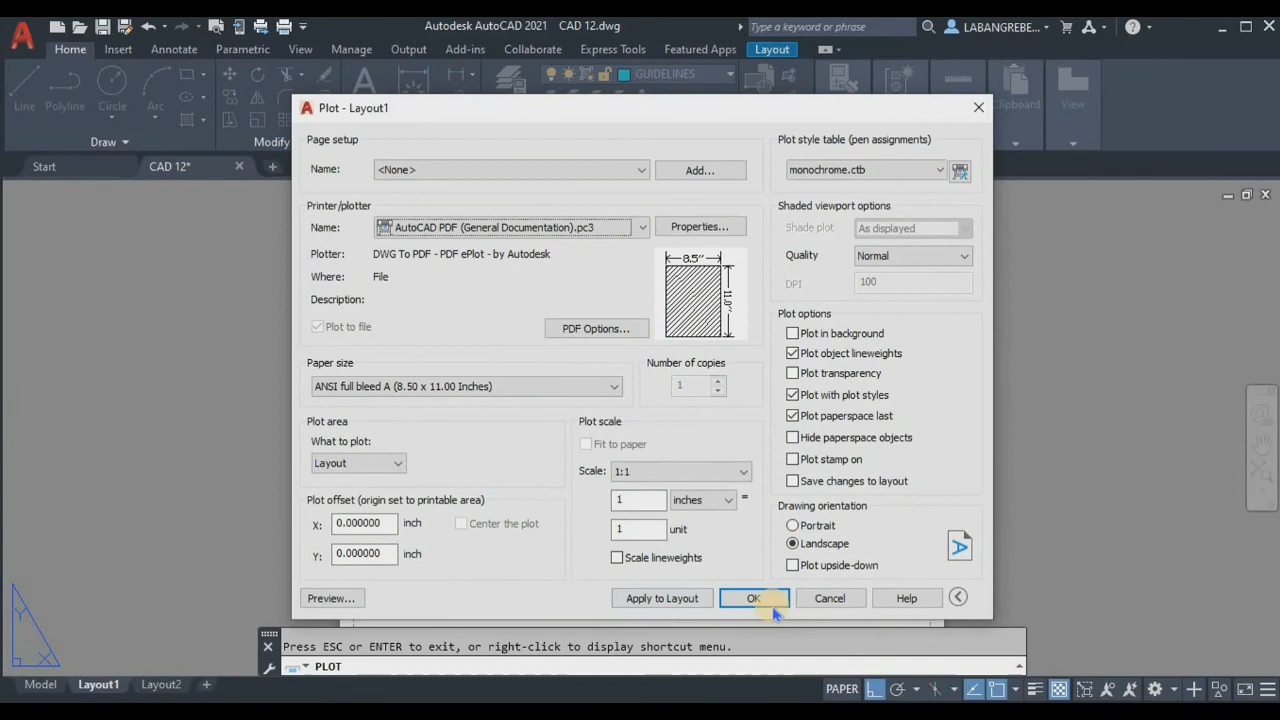 Autodesk AutoCAD 2021 CAD 12.dwg
Type a keyword or phrase
LABANGREBE...
Home Insert Annotate Parametric View Manage Output Add-ins Collaborate Express Tools Featured Apps Layout
Line Polyline Circle Arc
GUIDELINES
Clipboard View
Draw Modify
Start CAD 12*
Plot - Layout1
Page setup
Name: <None> Add...
Printer/plotter
Name: AutoCAD PDF (General Documentation).pc3 Properties...
Plotter: DWG To PDF - PDF ePlot - by Autodesk
Where: File
Description:
Plot to file
PDF Options...
8.5"
11.0"
Paper size
ANSI full bleed A (8.50 x 11.00 Inches)
Number of copies
1
Plot area
What to plot:
Layout
Plot scale
Fit to paper
Scale: 1:1
1 inches =
1 unit
Scale lineweights
Plot offset (origin set to printable area)
X: 0.000000 inch Center the plot
Y: 0.000000 inch
Plot style table (pen assignments)
monochrome.ctb
Shaded viewport options
Shade plot As displayed
Quality Normal
DPI 100
Plot options
Plot in background
Plot object lineweights
Plot transparency
Plot with plot styles
Plot paperspace last
Hide paperspace objects
Plot stamp on
Save changes to layout
Drawing orientation
Portrait
Landscape
Plot upside-down
A
Preview... Apply to Layout OK Cancel Help
Y
X
Press ESC or ENTER to exit, or right-click to display shortcut menu.
PLOT
Model Layout1 Layout2 +
PAPER